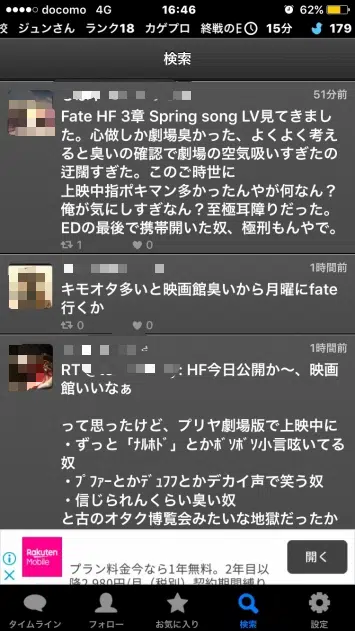 docomo 16:46 62%
ジュンさん ランク18 カゲプロ 終戦のE 15分 179
検索
51分前
Fate HF 3章 Spring song LV見てきまし
た。心做しか劇場臭かった、よくよく考え
ると臭いの確認で劇場の空気吸いすぎたの
迂闊すぎた。このご時世に
上映中指ポキマン多かったんやが何なん？
俺が気にしすぎなん？至極耳障りだった。
EDの最後で携帯開いた奴、極刑もんやで。
1 0
1時間前
キモオタ多いと映画館臭いから月曜にfate
行くか
0 0
1時間前
RT : HF今日公開か〜、映画
館いいなぁ
って思ったけど、プリヤ劇場版で上映中に
・ずっと「ﾅﾙﾎﾄﾞ」とかﾎﾞｿﾎﾞｿ小言呟いてる
奴
・ﾌﾞﾌｧｰとかﾃﾞｭﾌﾌとかデカイ声で笑う奴
・信じられんくらい臭い奴
と古のオタク博覧会みたいな地獄だったか
Rakuten
Mobile
プラン料金今なら1年無料。2年目以
降2,980円/月（税別）契約期間縛り
開く
タイムライン フォロー お気に入り 検索 設定